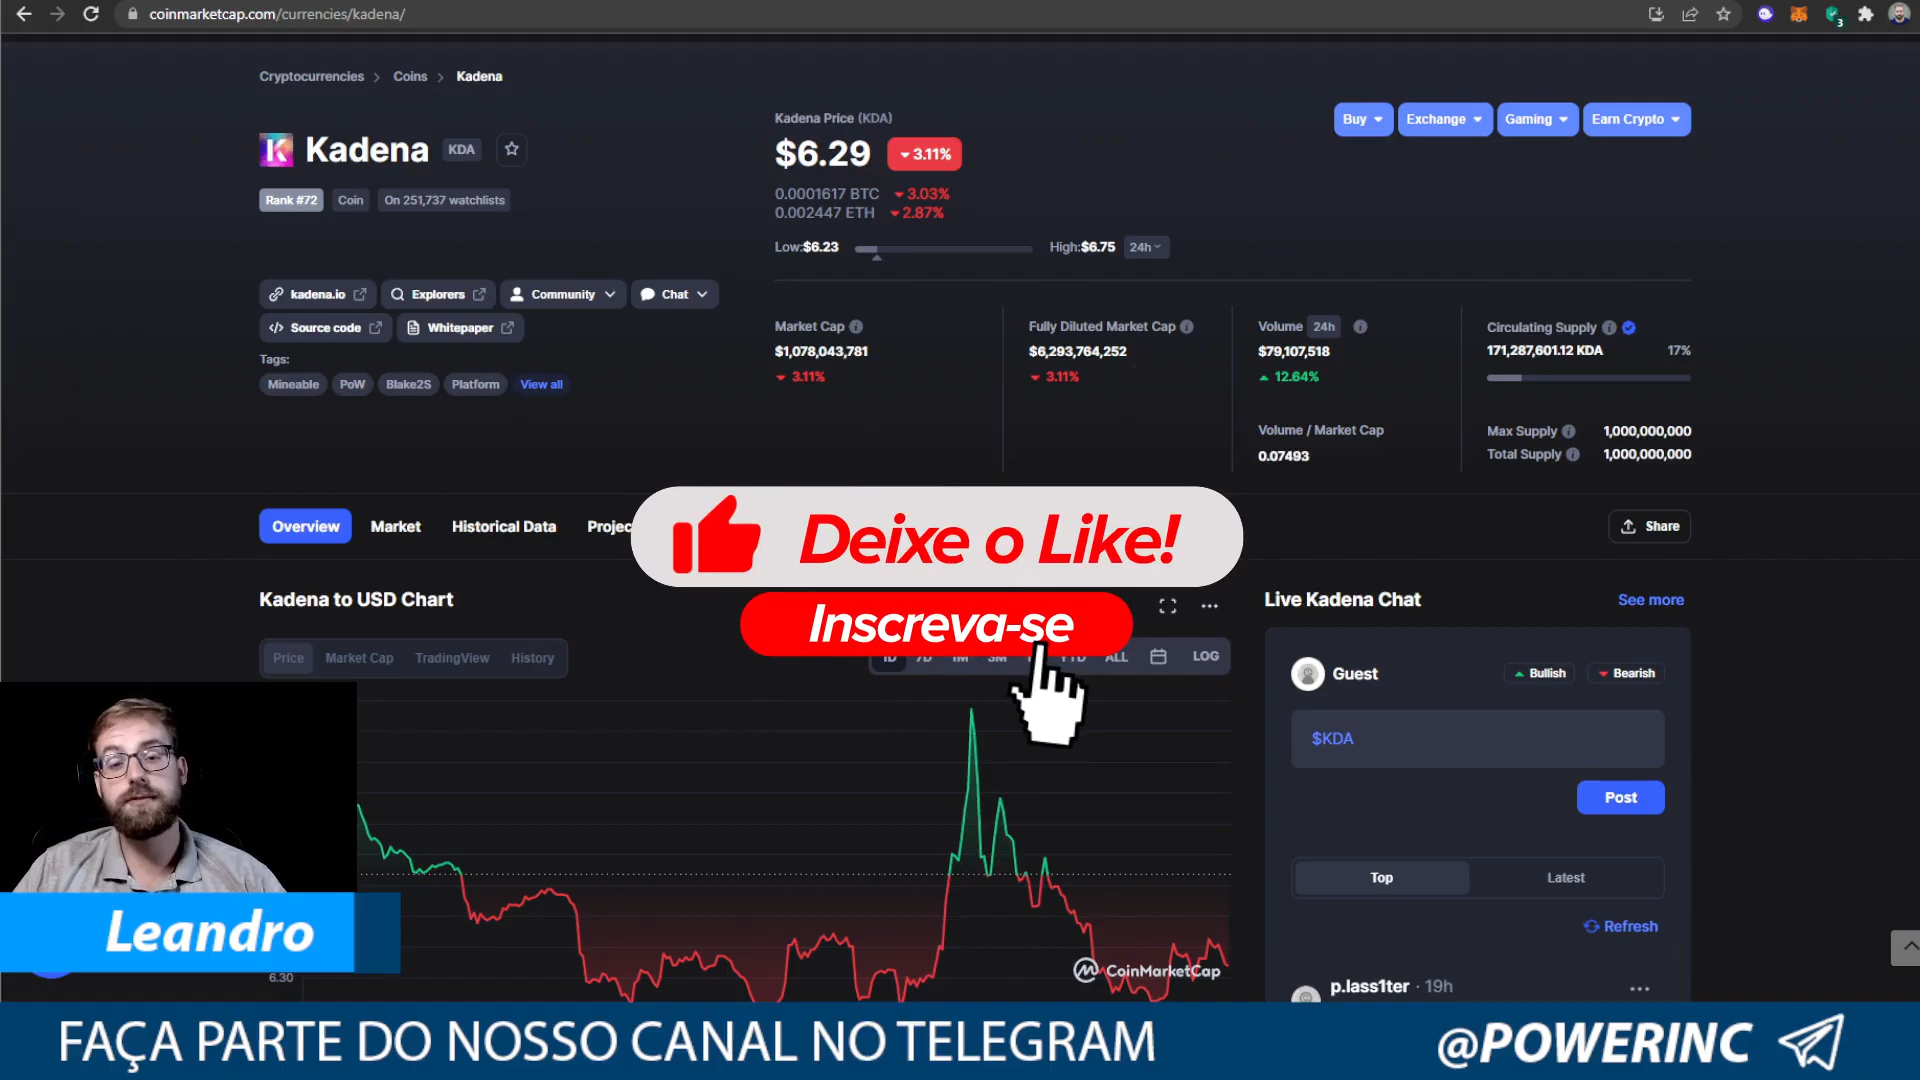 coinmarketcap.com/currencies/kadena/
3
Cryptocurrencies > Coins > Kadena
Kadena KDA
Rank #72 Coin On 251,737 watchlists
Kadena Price (KDA)
$6.29 3.11%
0.0001617 BTC 3.03%
0.002447 ETH 2.87%
Low:$6.23 High:$6.75 24h
Buy Exchange Gaming Earn Crypto
kadena.io Explorers Community Chat
Source code Whitepaper
Tags:
Mineable PoW Blake2S Platform View all
Market Cap
$1,078,043,781
3.11%
Fully Diluted Market Cap
$6,293,764,252
3.11%
Volume 24h
$79,107,518
12.64%
Volume / Market Cap
0.07493
Circulating Supply
171,287,601.12 KDA 17%
Max Supply 1,000,000,000
Total Supply 1,000,000,000
Overview Market Historical Data Projec
Share
Deixe o Like!
Inscreva-se
Kadena to USD Chart
Price Market Cap TradingView History
1D 7D 1M 3M YTD ALL LOG
6.30
CoinMarketCap
Live Kadena Chat See more
Guest Bullish Bearish
$KDA
Post
Top Latest
Refresh
p.lass1ter · 19h
Leandro
FAÇA PARTE DO NOSSO CANAL NO TELEGRAM @POWERINC